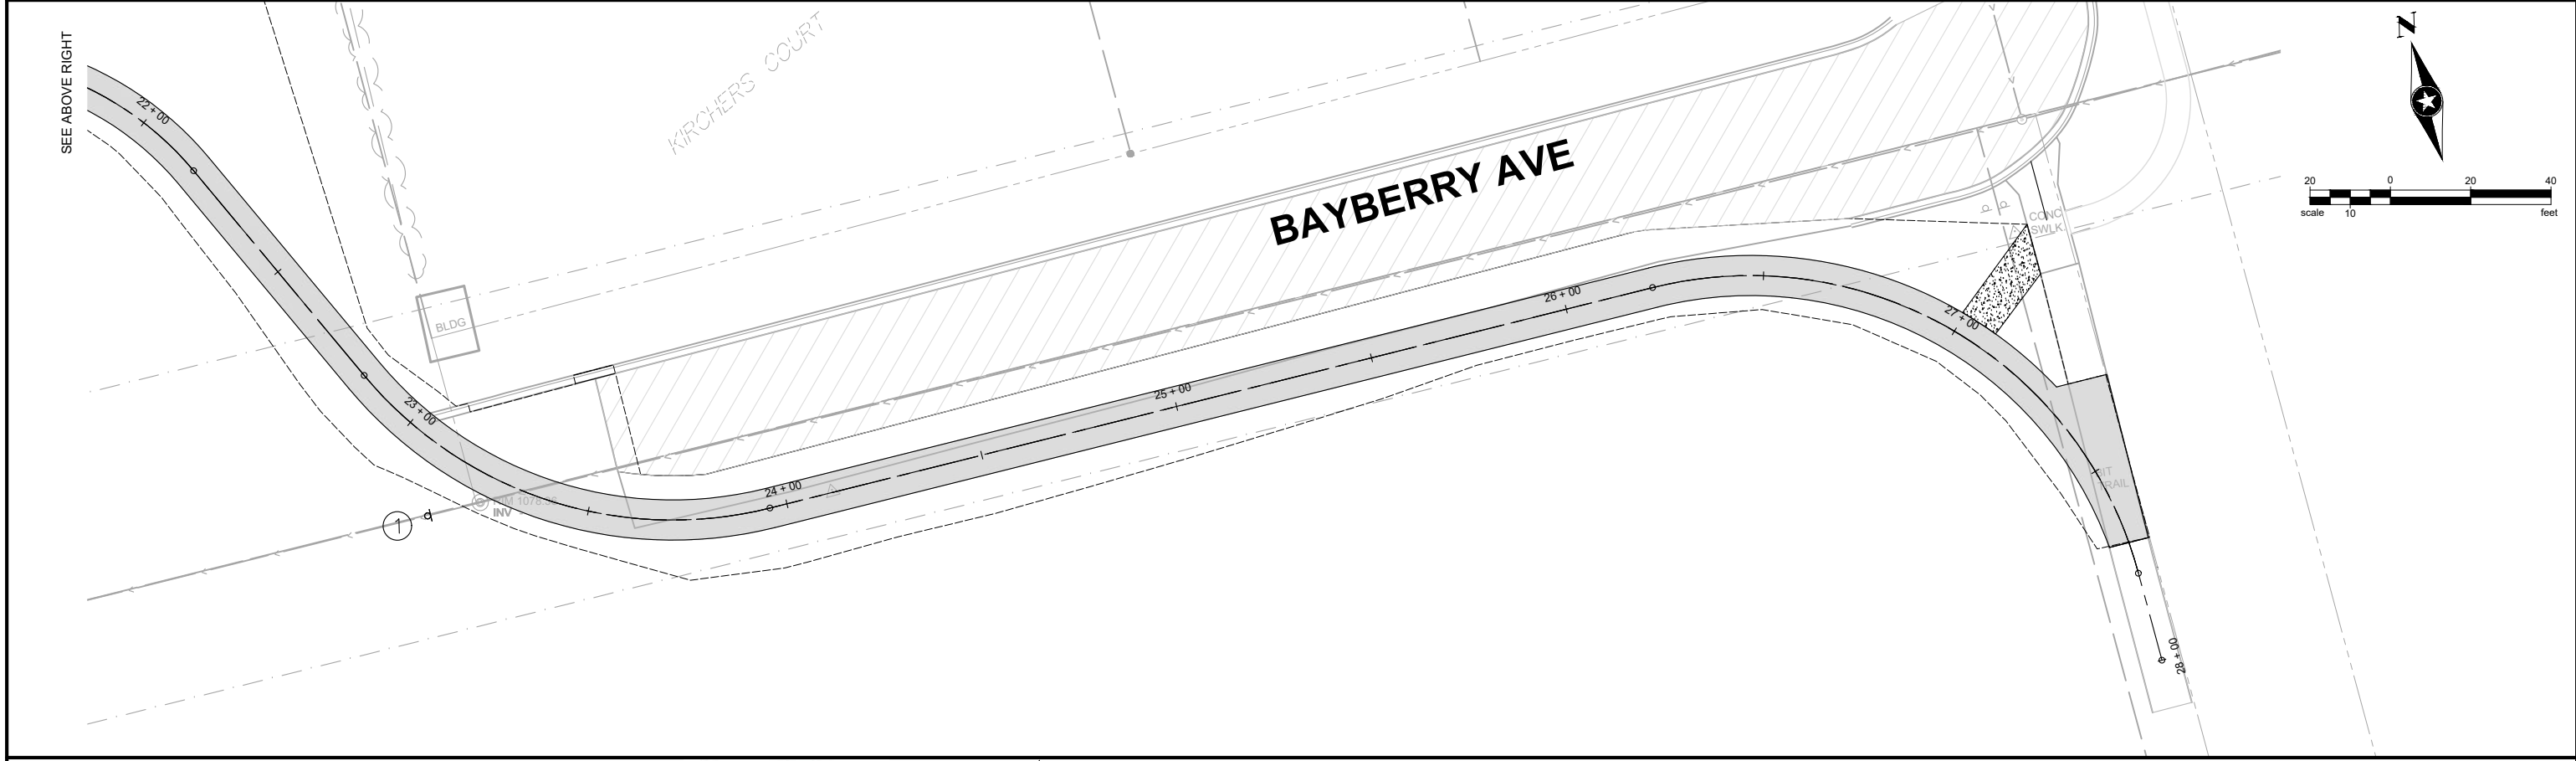 SEE ABOVE RIGHT
22+00
KIRCHERS COURT
BAYBERRY AVE
N
20 0 20 40
scale 10 feet
CONC
SWLK
BLDG
23+00
24+00
25+00
26+00
27+00
INV
1
TRAIL
28+00